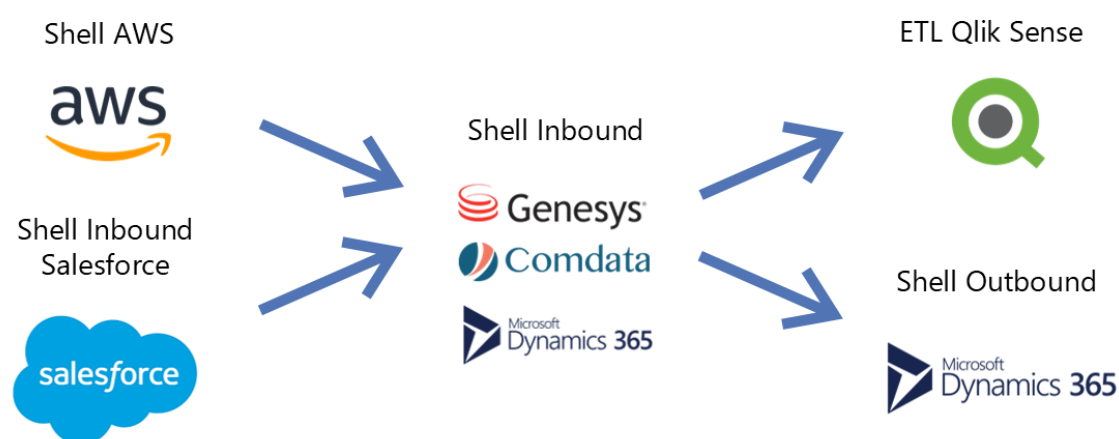 Shell AWS
aws
Shell Inbound
Salesforce
salesforce
Shell Inbound
Genesys
Comdata
Microsoft
Dynamics 365
ETL Qlik Sense
Shell Outbound
Microsoft
Dynamics 365